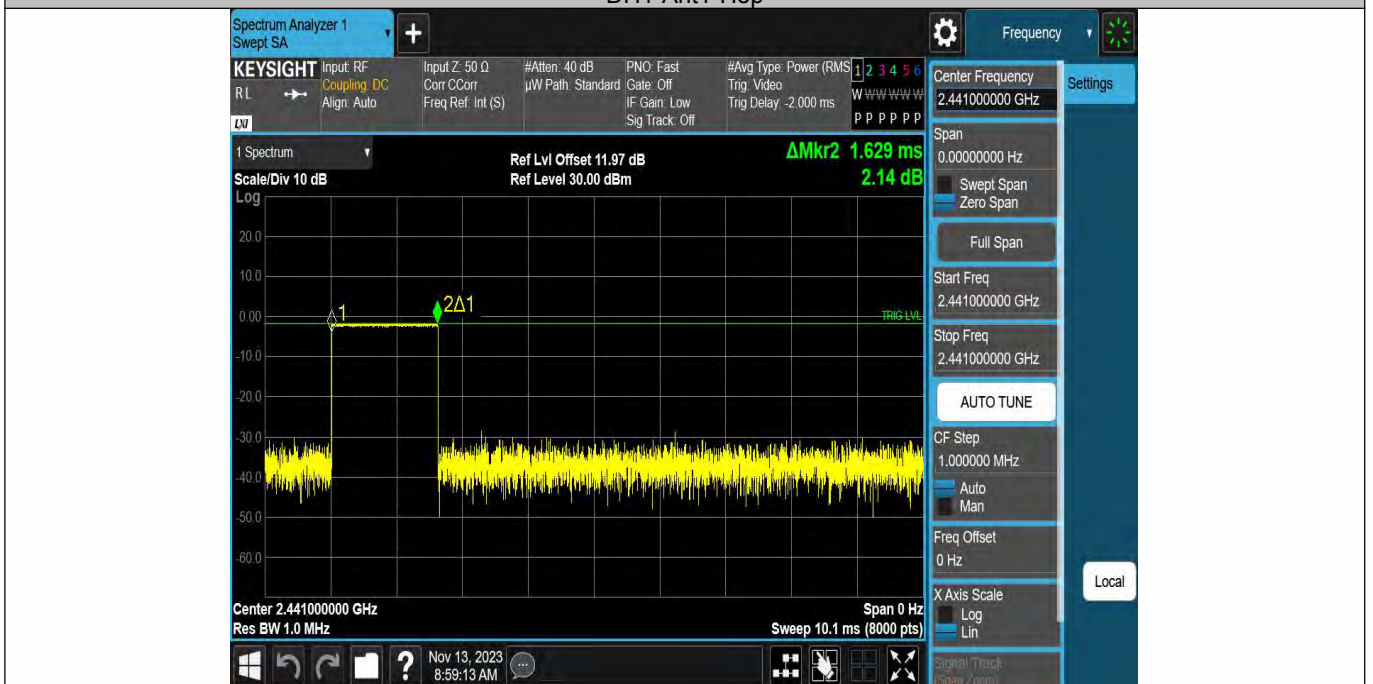 Spectrum Analyzer 1
Swept SA
Frequency
KEYSIGHT
RL
LXI
Input: RF
Coupling: DC
Align: Auto
Input Z: 50 Ω
Corr CCorr
Freq Ref: Int (S)
#Atten: 40 dB
µW Path: Standard
PNO: Fast
Gate: Off
IF Gain: Low
Sig Track: Off
#Avg Type: Power (RMS
Trig: Video
Trig Delay: -2.000 ms
1 2 3 4 5 6
W W W W W W
P P P P P P
Center Frequency
2.441000000 GHz
Settings
Span
0.00000000 Hz
Swept Span
Zero Span
Full Span
Start Freq
2.441000000 GHz
Stop Freq
2.441000000 GHz
AUTO TUNE
CF Step
1.000000 MHz
Auto
Man
Freq Offset
0 Hz
X Axis Scale
Log
Lin
Signal Track
(Span Zoom)
Local
1 Spectrum
Scale/Div 10 dB
Log
Ref Lvl Offset 11.97 dB
Ref Level 30.00 dBm
ΔMkr2 1.629 ms
2.14 dB
20.0
10.0
0.00
-10.0
-20.0
-30.0
-40.0
-50.0
-60.0
1
2Δ1
TRIG LVL
Center 2.441000000 GHz
Res BW 1.0 MHz
Span 0 Hz
Sweep 10.1 ms (8000 pts)
Nov 13, 2023
8:59:13 AM